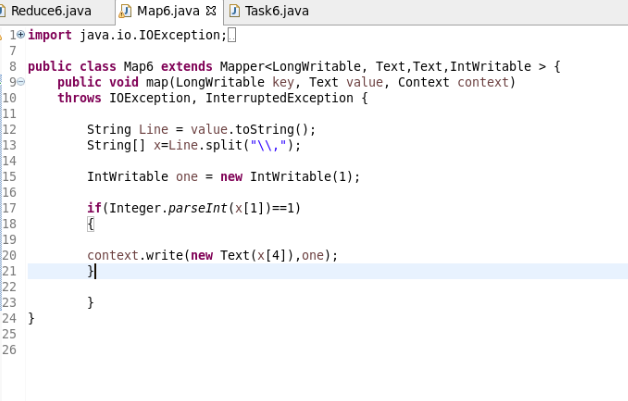 Reduce6.java Map6.java Task6.java
1 import java.io.IOException;
7
8 public class Map6 extends Mapper<LongWritable, Text,Text,IntWritable > {
9 public void map(LongWritable key, Text value, Context context)
10 throws IOException, InterruptedException {
11
12 String Line = value.toString();
13 String[] x=Line.split("\\,");
14
15 IntWritable one = new IntWritable(1);
16
17 if(Integer.parseInt(x[1])==1)
18 {
19
20 context.write(new Text(x[4]),one);
21 }
22
23 }
24 }
25
26